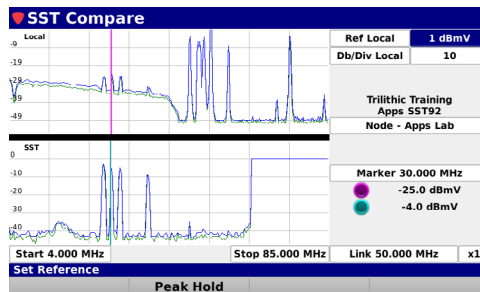 SST Compare
Local
-9
-19
-29
-39
-49
SST
0
-10
-20
-30
-40
Ref Local
1 dBmV
Db/Div Local
10
Trilithic Training
Apps SST92
Node - Apps Lab
Marker 30.000 MHz
-25.0 dBmV
-4.0 dBmV
Start 4.000 MHz
Stop 85.000 MHz
Link 50.000 MHz
x1
Set Reference
Peak Hold